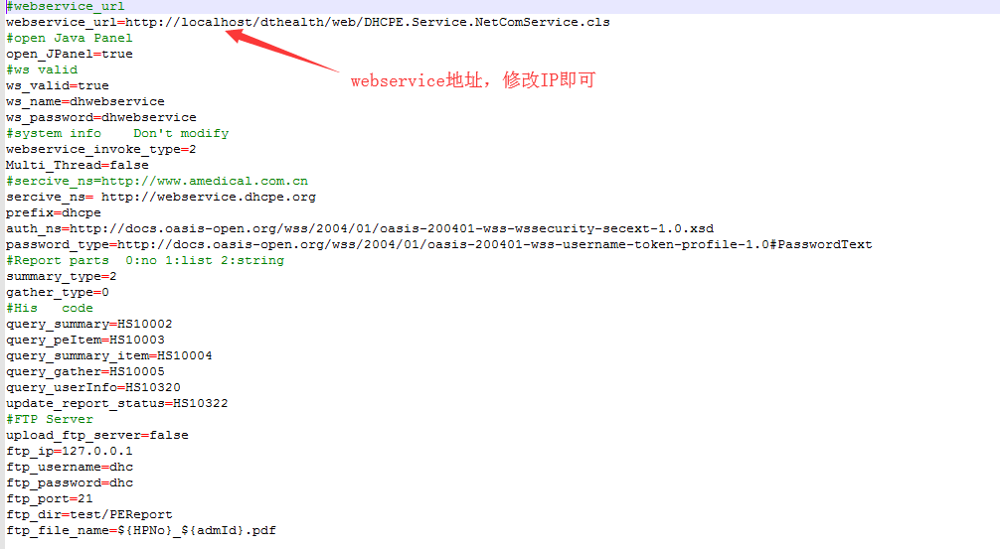 #webservice_url
webservice_url=http://localhost/dthealth/web/DHCPE.Service.NetComService.cls
#open Java Panel
open_JPanel=true
webservice地址，修改IP即可
#ws valid
ws_valid=true
ws_name=dhwebservice
ws_password=dhwebservice
#system info    Don't modify
webservice_invoke_type=2
Multi_Thread=false
#sercive_ns=http://www.amedical.com.cn
sercive_ns= http://webservice.dhcpe.org
prefix=dhcpe
auth_ns=http://docs.oasis-open.org/wss/2004/01/oasis-200401-wss-wssecurity-secext-1.0.xsd
password_type=http://docs.oasis-open.org/wss/2004/01/oasis-200401-wss-username-token-profile-1.0#PasswordText
#Report parts  0:no 1:list 2:string
summary_type=2
gather_type=0
#His   code
query_summary=HS10002
query_peItem=HS10003
query_summary_item=HS10004
query_gather=HS10005
query_userInfo=HS10320
update_report_status=HS10322
#FTP Server
upload_ftp_server=false
ftp_ip=127.0.0.1
ftp_username=dhc
ftp_password=dhc
ftp_port=21
ftp_dir=test/PEReport
ftp_file_name=${HPNo}_${admId}.pdf